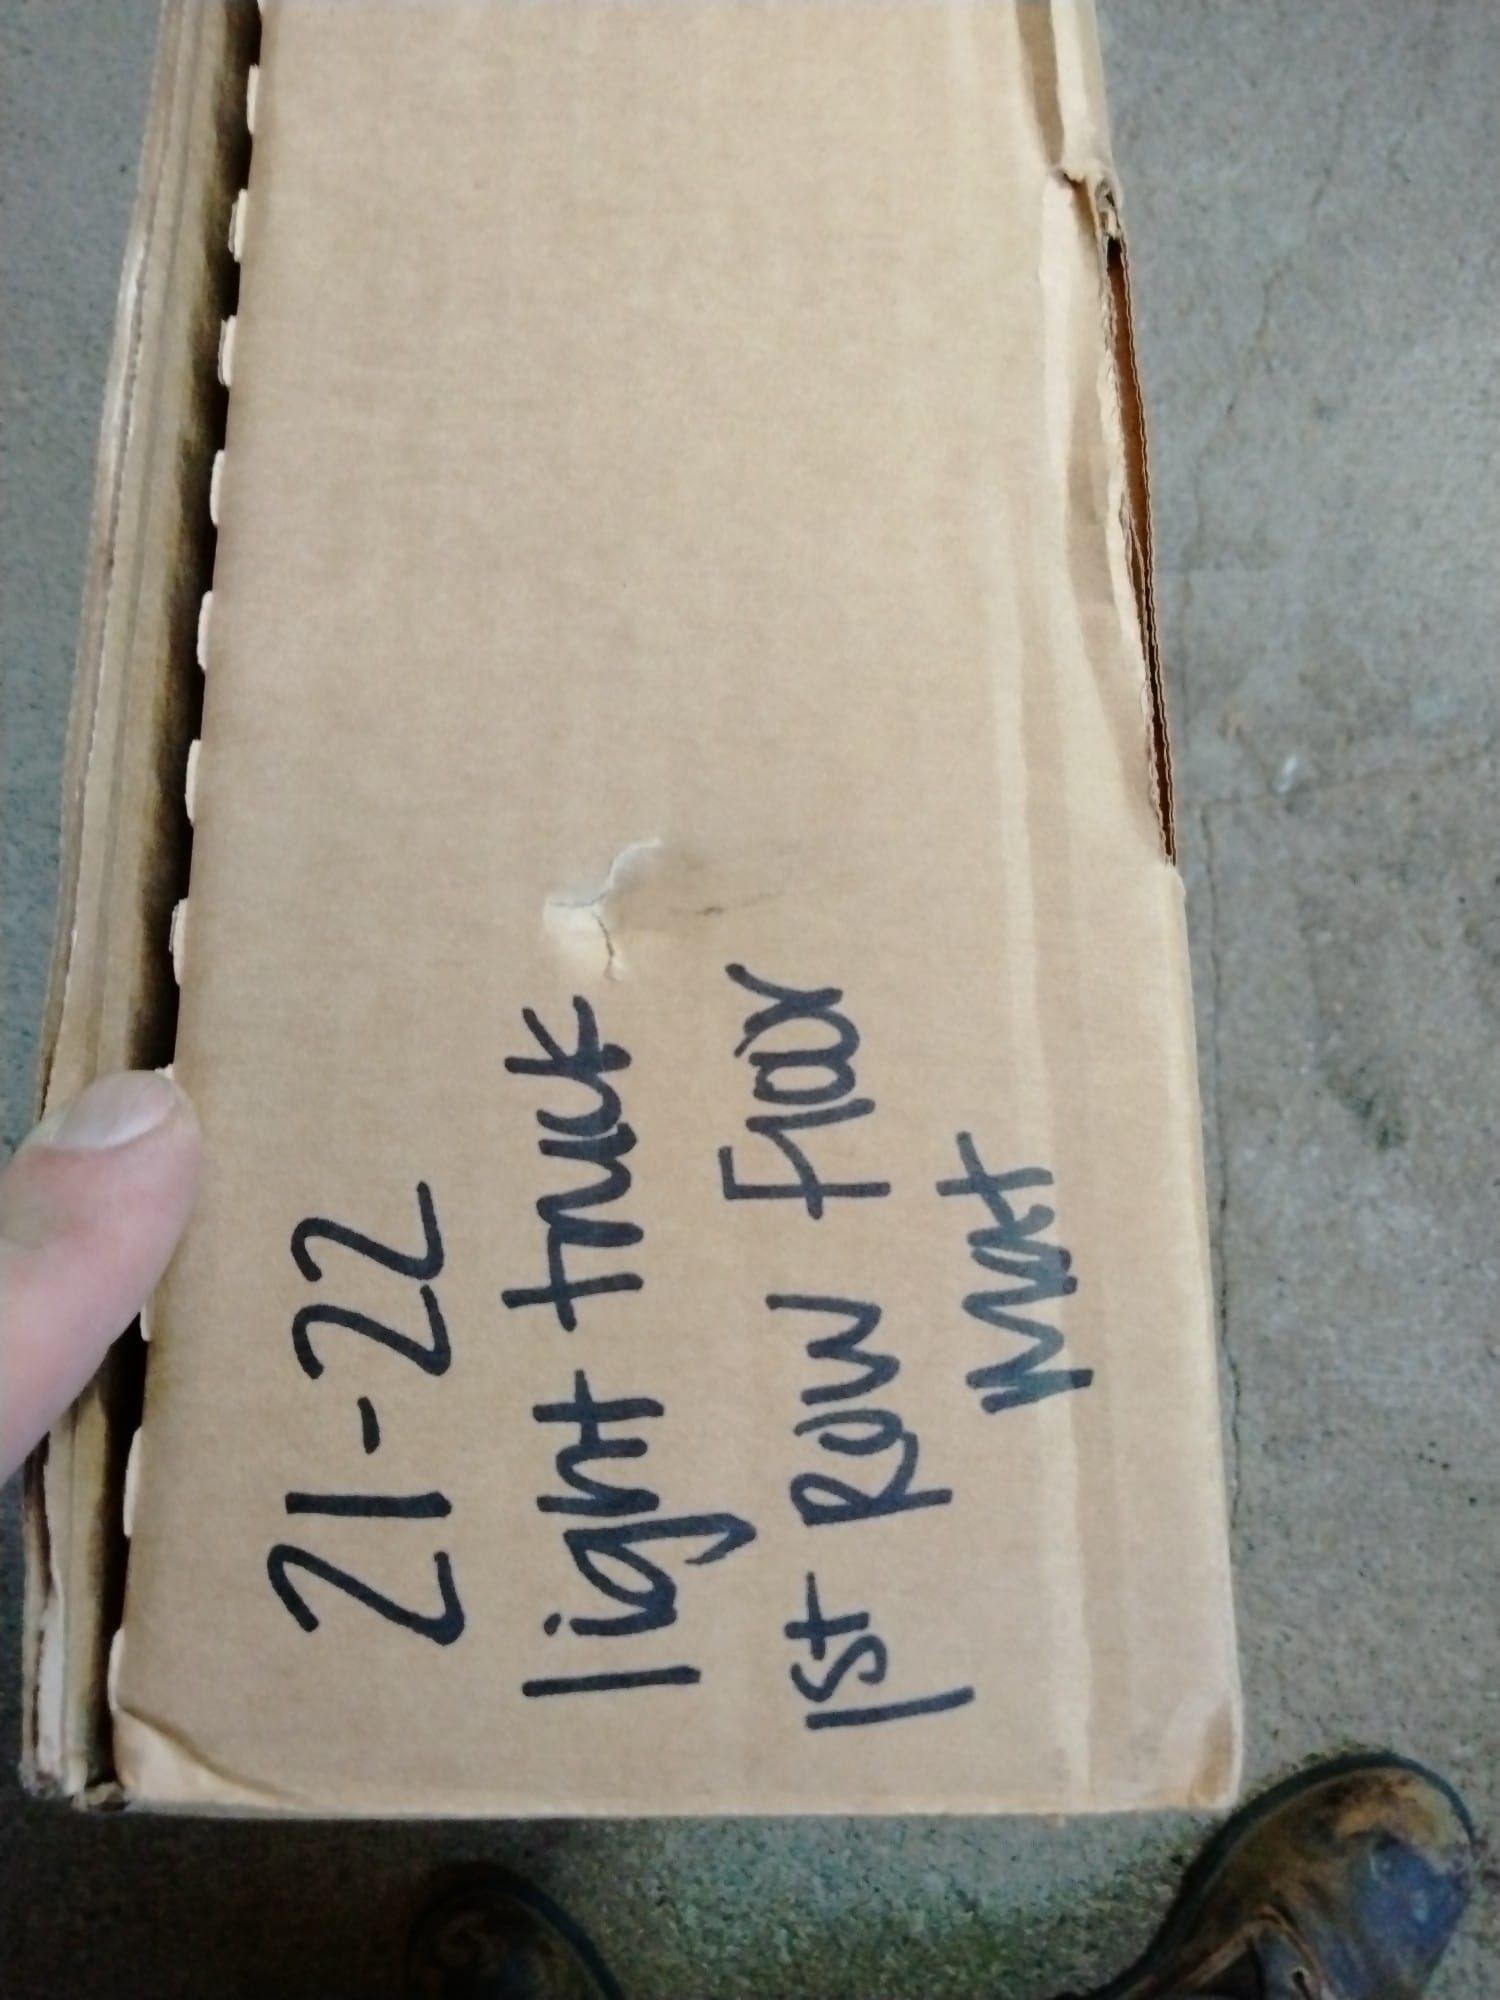 21-22
light truck
1st Row Floor
Mat